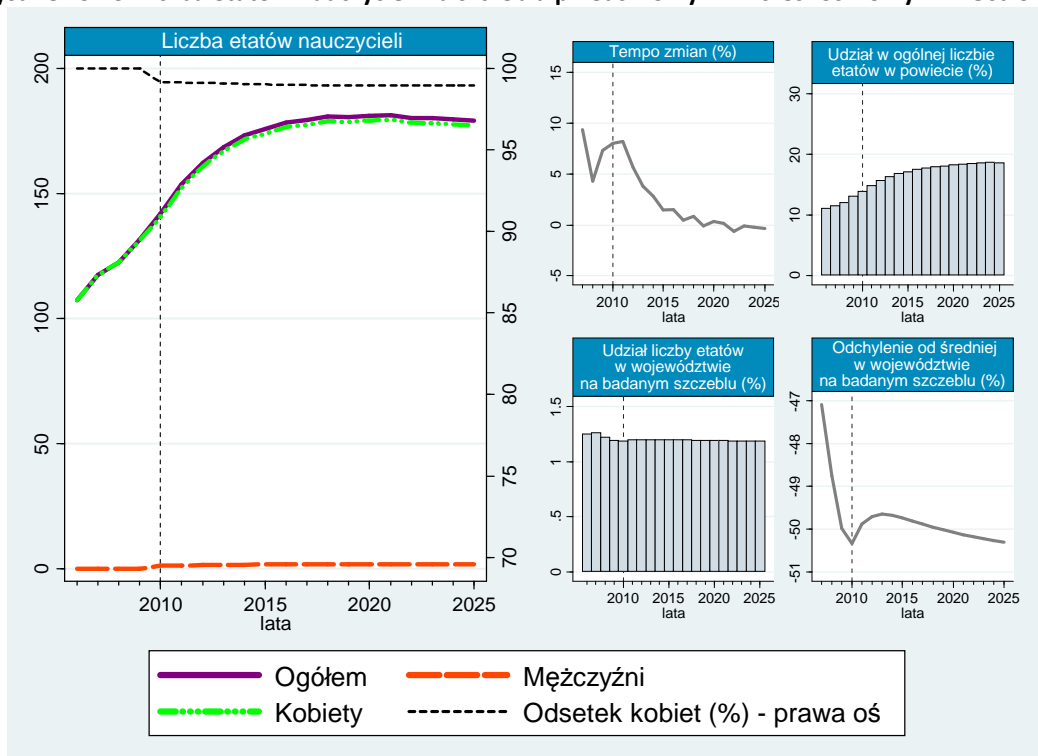 Liczba etatów nauczycieli
200
150
100
50
0
100
95
90
85
80
75
70
2010 2015 2020 2025
lata
Tempo zmian (%)
15
10
5
0
-5
2010 2015 2020 2025
lata
Udział w ogólnej liczbie
etatów w powiecie (%)
30
20
10
0
2010 2015 2020 2025
lata
Udział liczby etatów
w województwie
na badanym szczeblu (%)
1.5
1
.5
0
2010 2015 2020 2025
lata
Odchylenie od średniej
w województwie
na badanym szczeblu (%)
-47
-48
-49
-50
-51
2010 2015 2020 2025
lata
Ogółem Mężczyźni
Kobiety Odsetek kobiet (%) - prawa oś